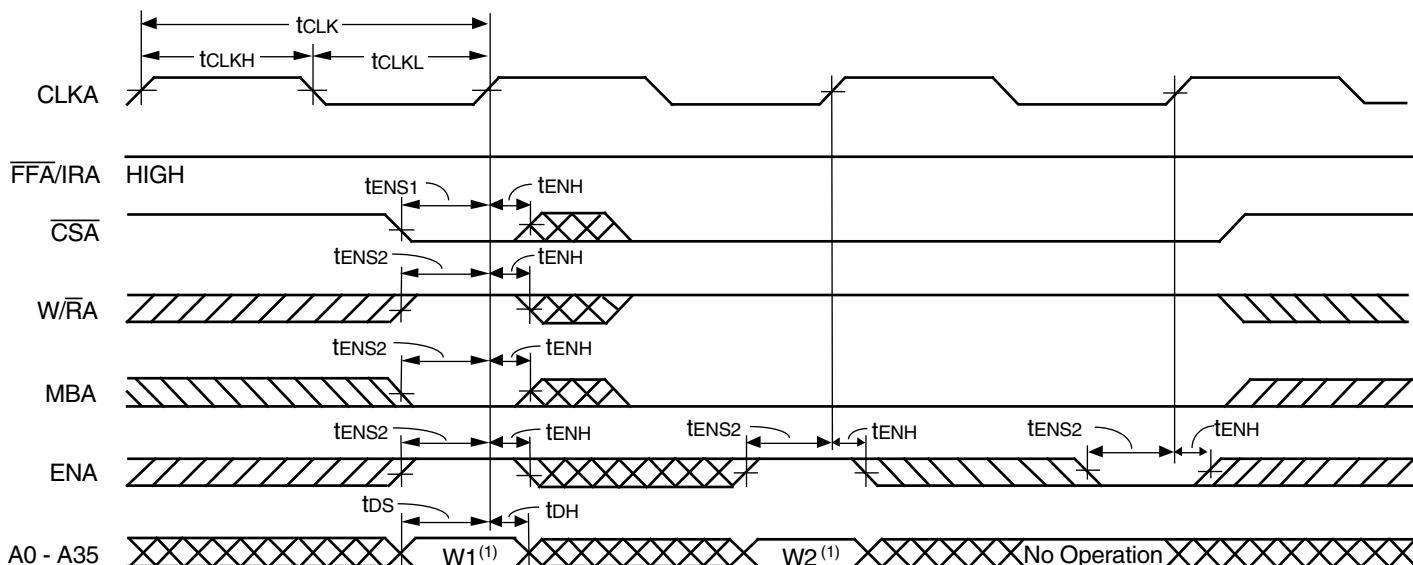 tCLK
tCLKH tCLKL
CLKA
FFA/IRA HIGH
tENS1 tENH
CSA
tENS2 tENH
W/RA
tENS2 tENH
MBA
tENS2 tENH tENS2 tENH tENS2 tENH
ENA
tDS tDH
A0 - A35 W1(1) W2(1) No Operation